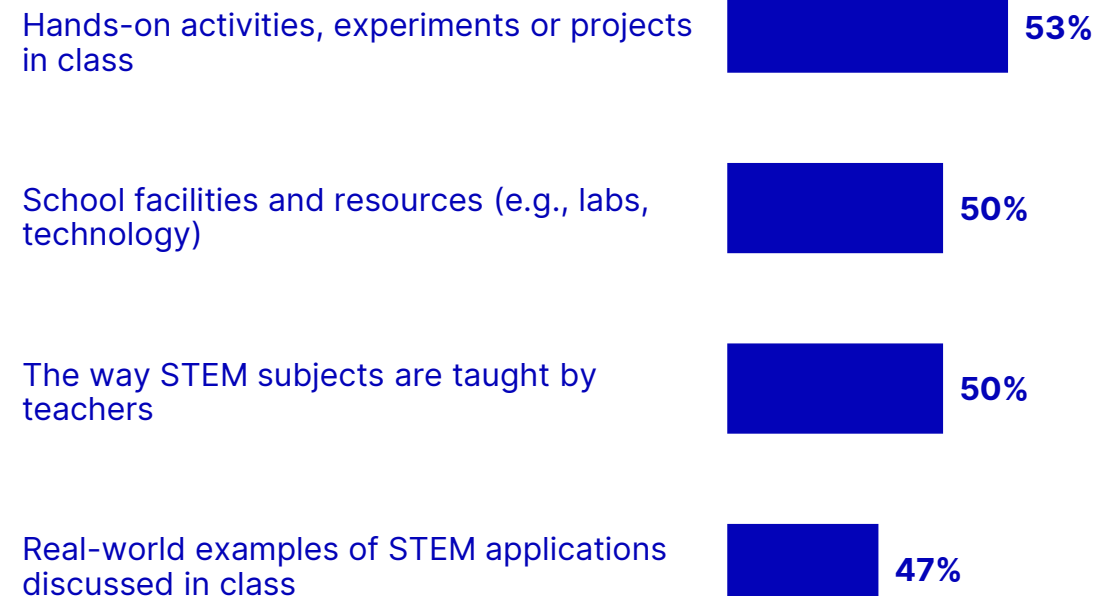 Hands-on activities, experiments or projects
in class
53%
School facilities and resources (e.g., labs,
technology)
50%
The way STEM subjects are taught by
teachers
50%
Real-world examples of STEM applications
discussed in class
47%